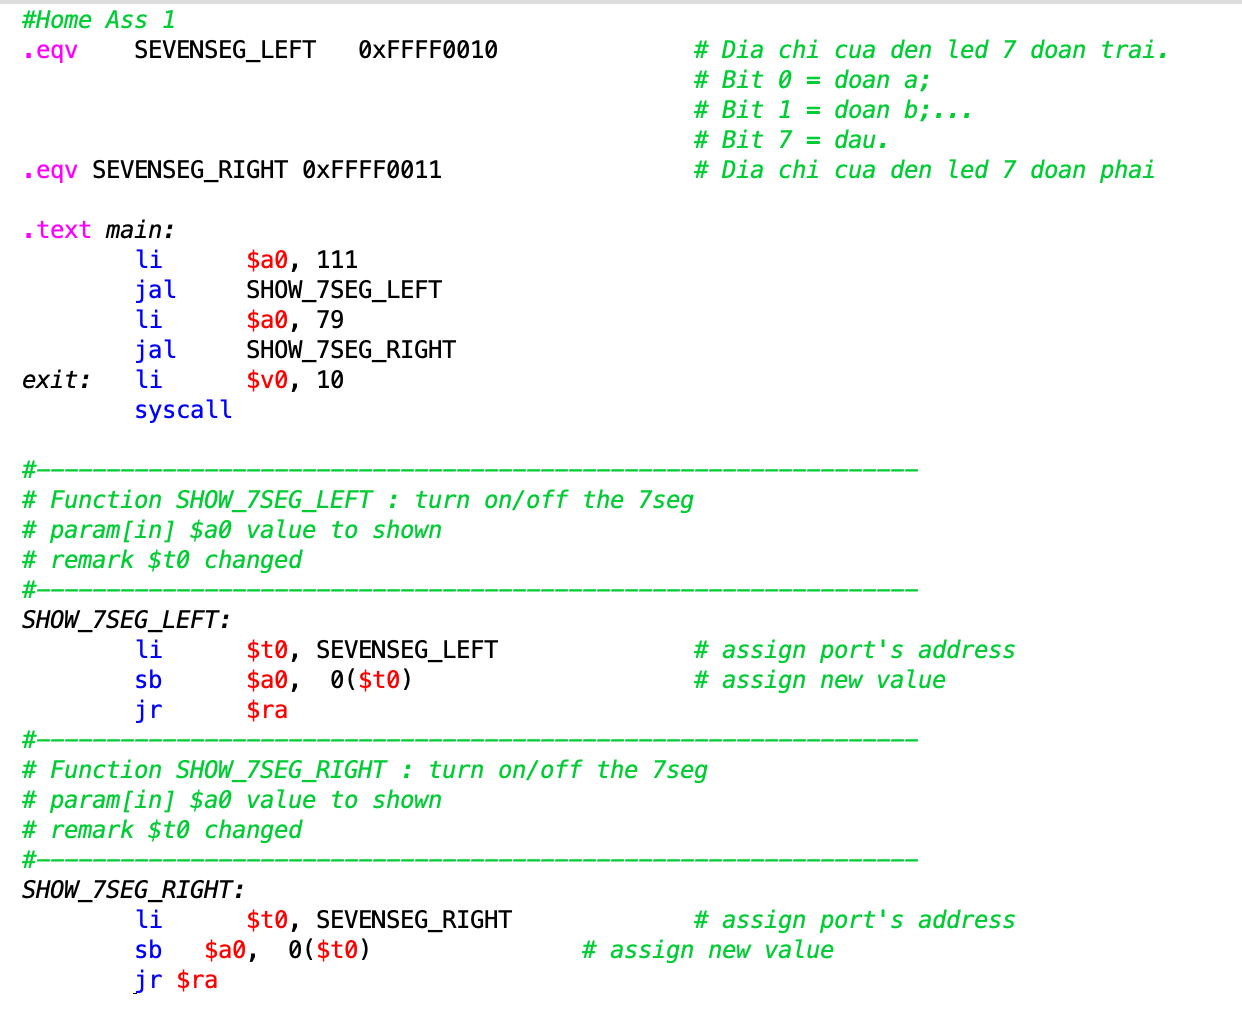 #Home Ass 1
.eqv    SEVENSEG_LEFT   0xFFFF0010              # Dia chi cua den led 7 doan trai.
                                                # Bit 0 = doan a;
                                                # Bit 1 = doan b;...
                                                # Bit 7 = dau.
.eqv SEVENSEG_RIGHT 0xFFFF0011                  # Dia chi cua den led 7 doan phai
.text main:
        li      $a0, 111
        jal     SHOW_7SEG_LEFT
        li      $a0, 79
        jal     SHOW_7SEG_RIGHT
exit:   li      $v0, 10
        syscall
#---------------------------------------------------------------
# Function SHOW_7SEG_LEFT : turn on/off the 7seg
# param[in] $a0 value to shown
# remark $t0 changed
#---------------------------------------------------------------
SHOW_7SEG_LEFT:
        li      $t0, SEVENSEG_LEFT              # assign port's address
        sb      $a0,  0($t0)                    # assign new value
        jr      $ra
#---------------------------------------------------------------
# Function SHOW_7SEG_RIGHT : turn on/off the 7seg
# param[in] $a0 value to shown
# remark $t0 changed
#---------------------------------------------------------------
SHOW_7SEG_RIGHT:
        li      $t0, SEVENSEG_RIGHT             # assign port's address
        sb   $a0,  0($t0)               # assign new value
        jr $ra